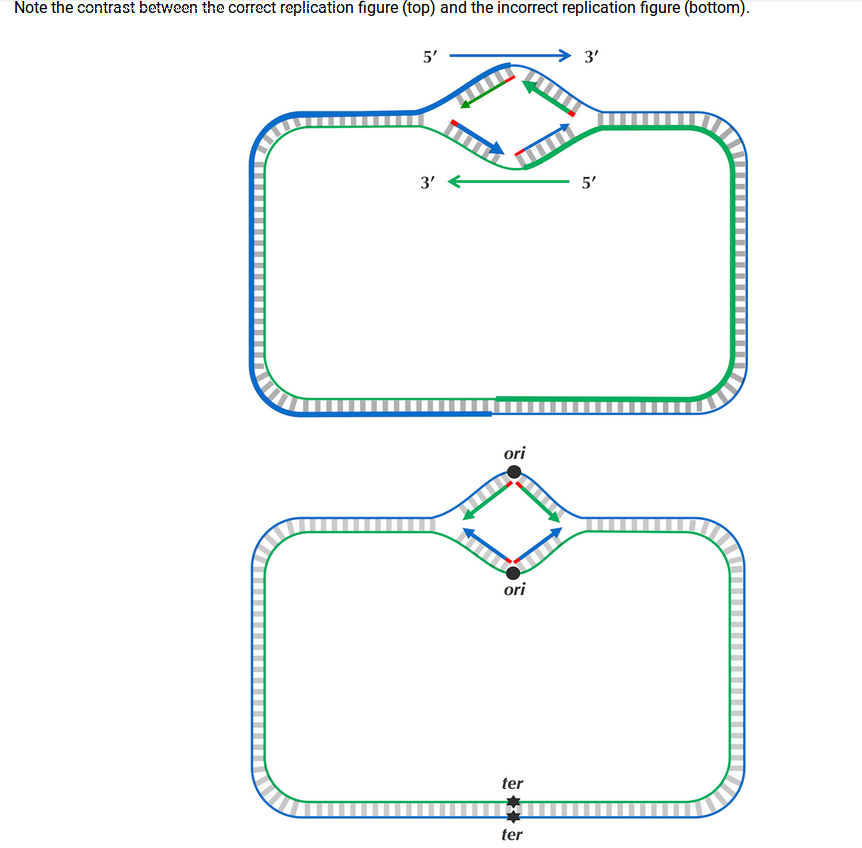 Note the contrast between the correct replication figure (top) and the incorrect replication figure (bottom).
5′ 3′
3′ 5′
ori
ori
ter
ter